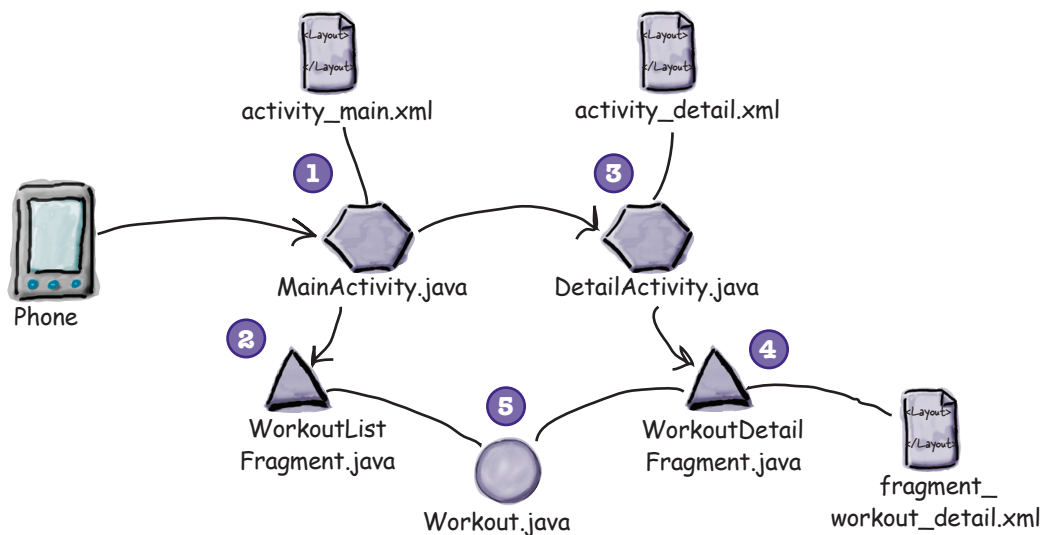 <Layout>
</Layout>
activity_main.xml
<Layout>
</Layout>
activity_detail.xml
1
3
MainActivity.java
DetailActivity.java
Phone
2
4
5
WorkoutList
Fragment.java
WorkoutDetail
Fragment.java
<Layout>
</Layout>
Workout.java
fragment_
workout_detail.xml